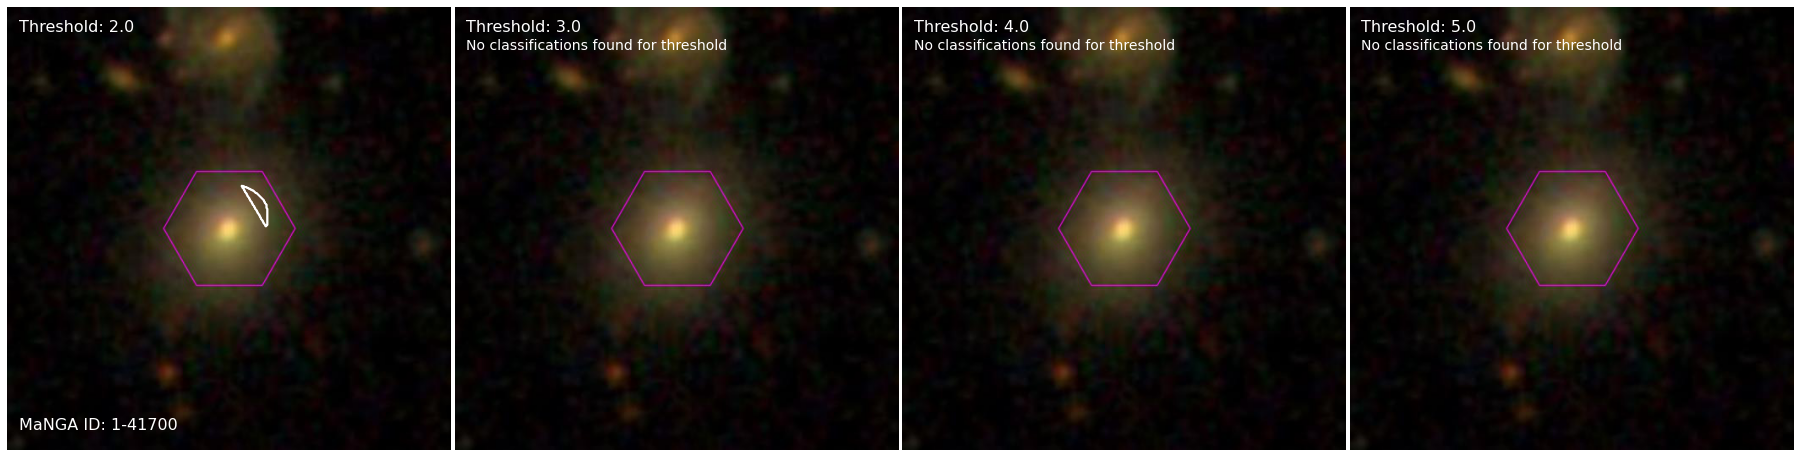 Threshold: 2.0
MaNGA ID: 1-41700
Threshold: 3.0
No classifications found for threshold
Threshold: 4.0
No classifications found for threshold
Threshold: 5.0
No classifications found for threshold